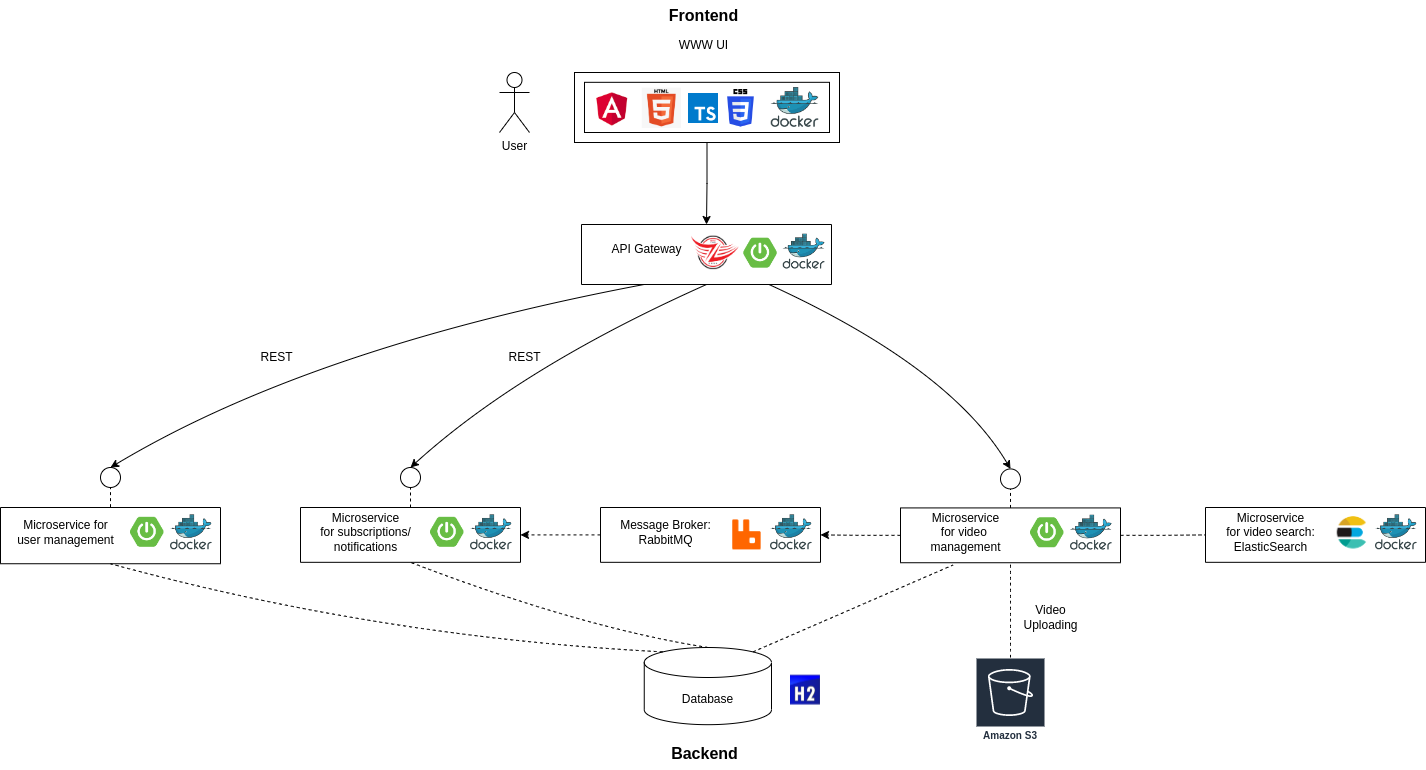 Frontend
WWW UI
HTML
5
TS
CSS
3
docker
User
API Gateway
docker
REST
REST
Microservice for
user management
docker
Microservice
for subscriptions/
notifications
docker
Message Broker:
RabbitMQ
docker
Microservice
for video
management
docker
Microservice
for video search:
ElasticSearch
docker
Video
Uploading
Database
H2
Amazon S3
Backend